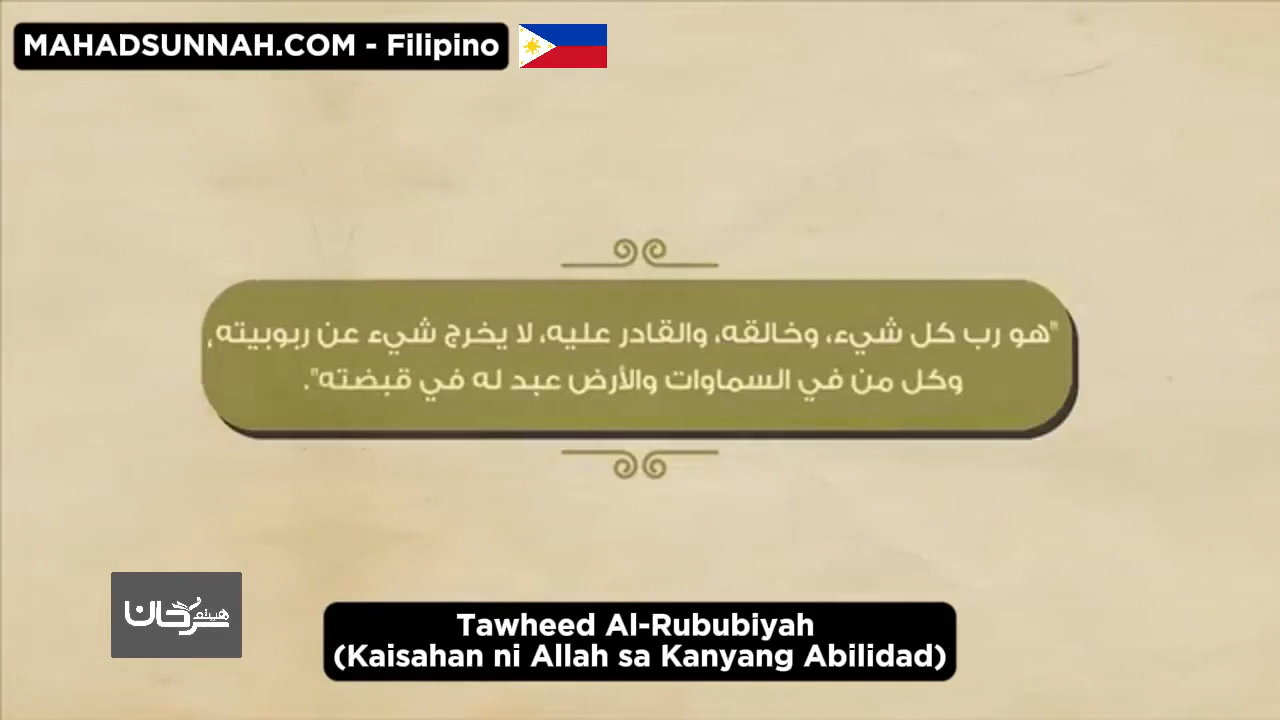 MAHADSUNNAH.COM - Filipino
"هو رب كل شيء، وخالقه، والقادر عليه، لا يخرج شيء عن ربوبيته،
وكل من في السماوات والأرض عبد له في قبضته".
Tawheed Al-Rububiyah
(Kaisahan ni Allah sa Kanyang Abilidad)